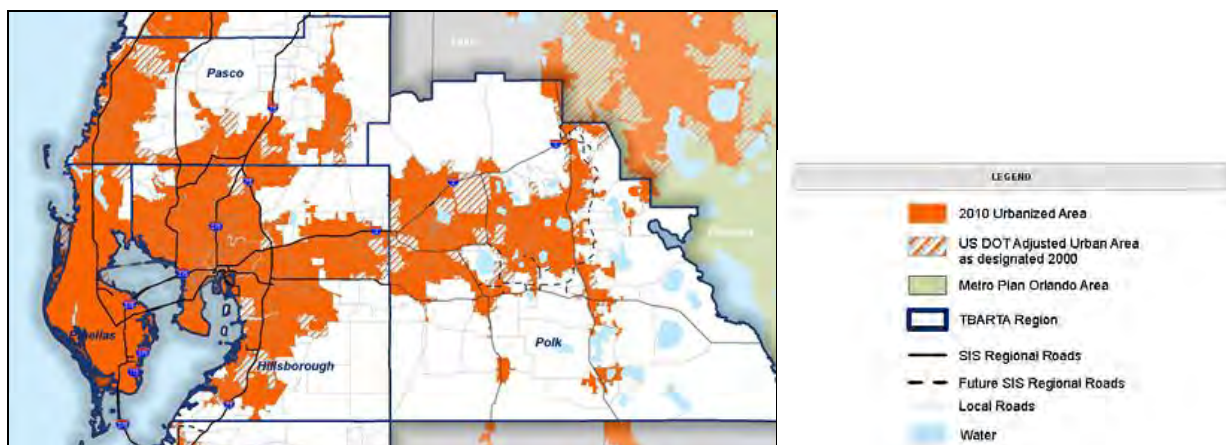 Pasco
Lake
Pinellas
Hillsborough
Polk
Osceola
LEGEND
2010 Urbanized Area
US DOT Adjusted Urban Area
as designated 2000
Metro Plan Orlando Area
TBARTA Region
SIS Regional Roads
Future SIS Regional Roads
Local Roads
Water